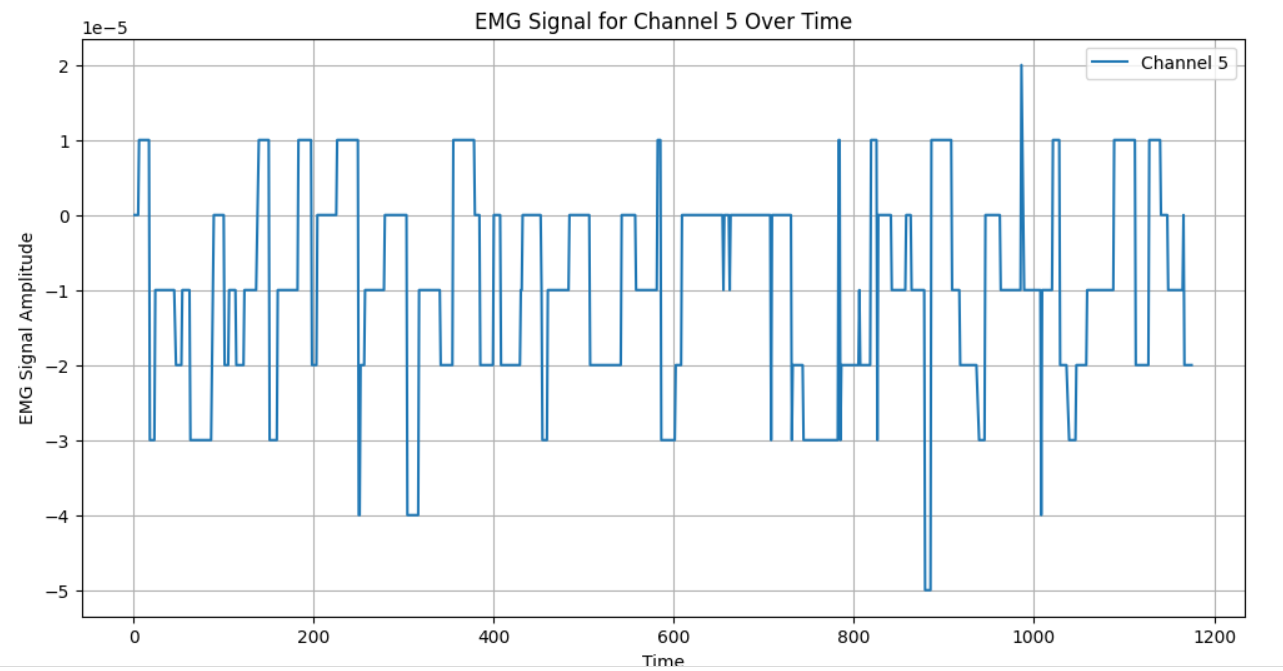 EMG Signal for Channel 5 Over Time
1e−5
Channel 5
2
1
0
−1
−2
−3
−4
−5
EMG Signal Amplitude
0 200 400 600 800 1000 1200
Time